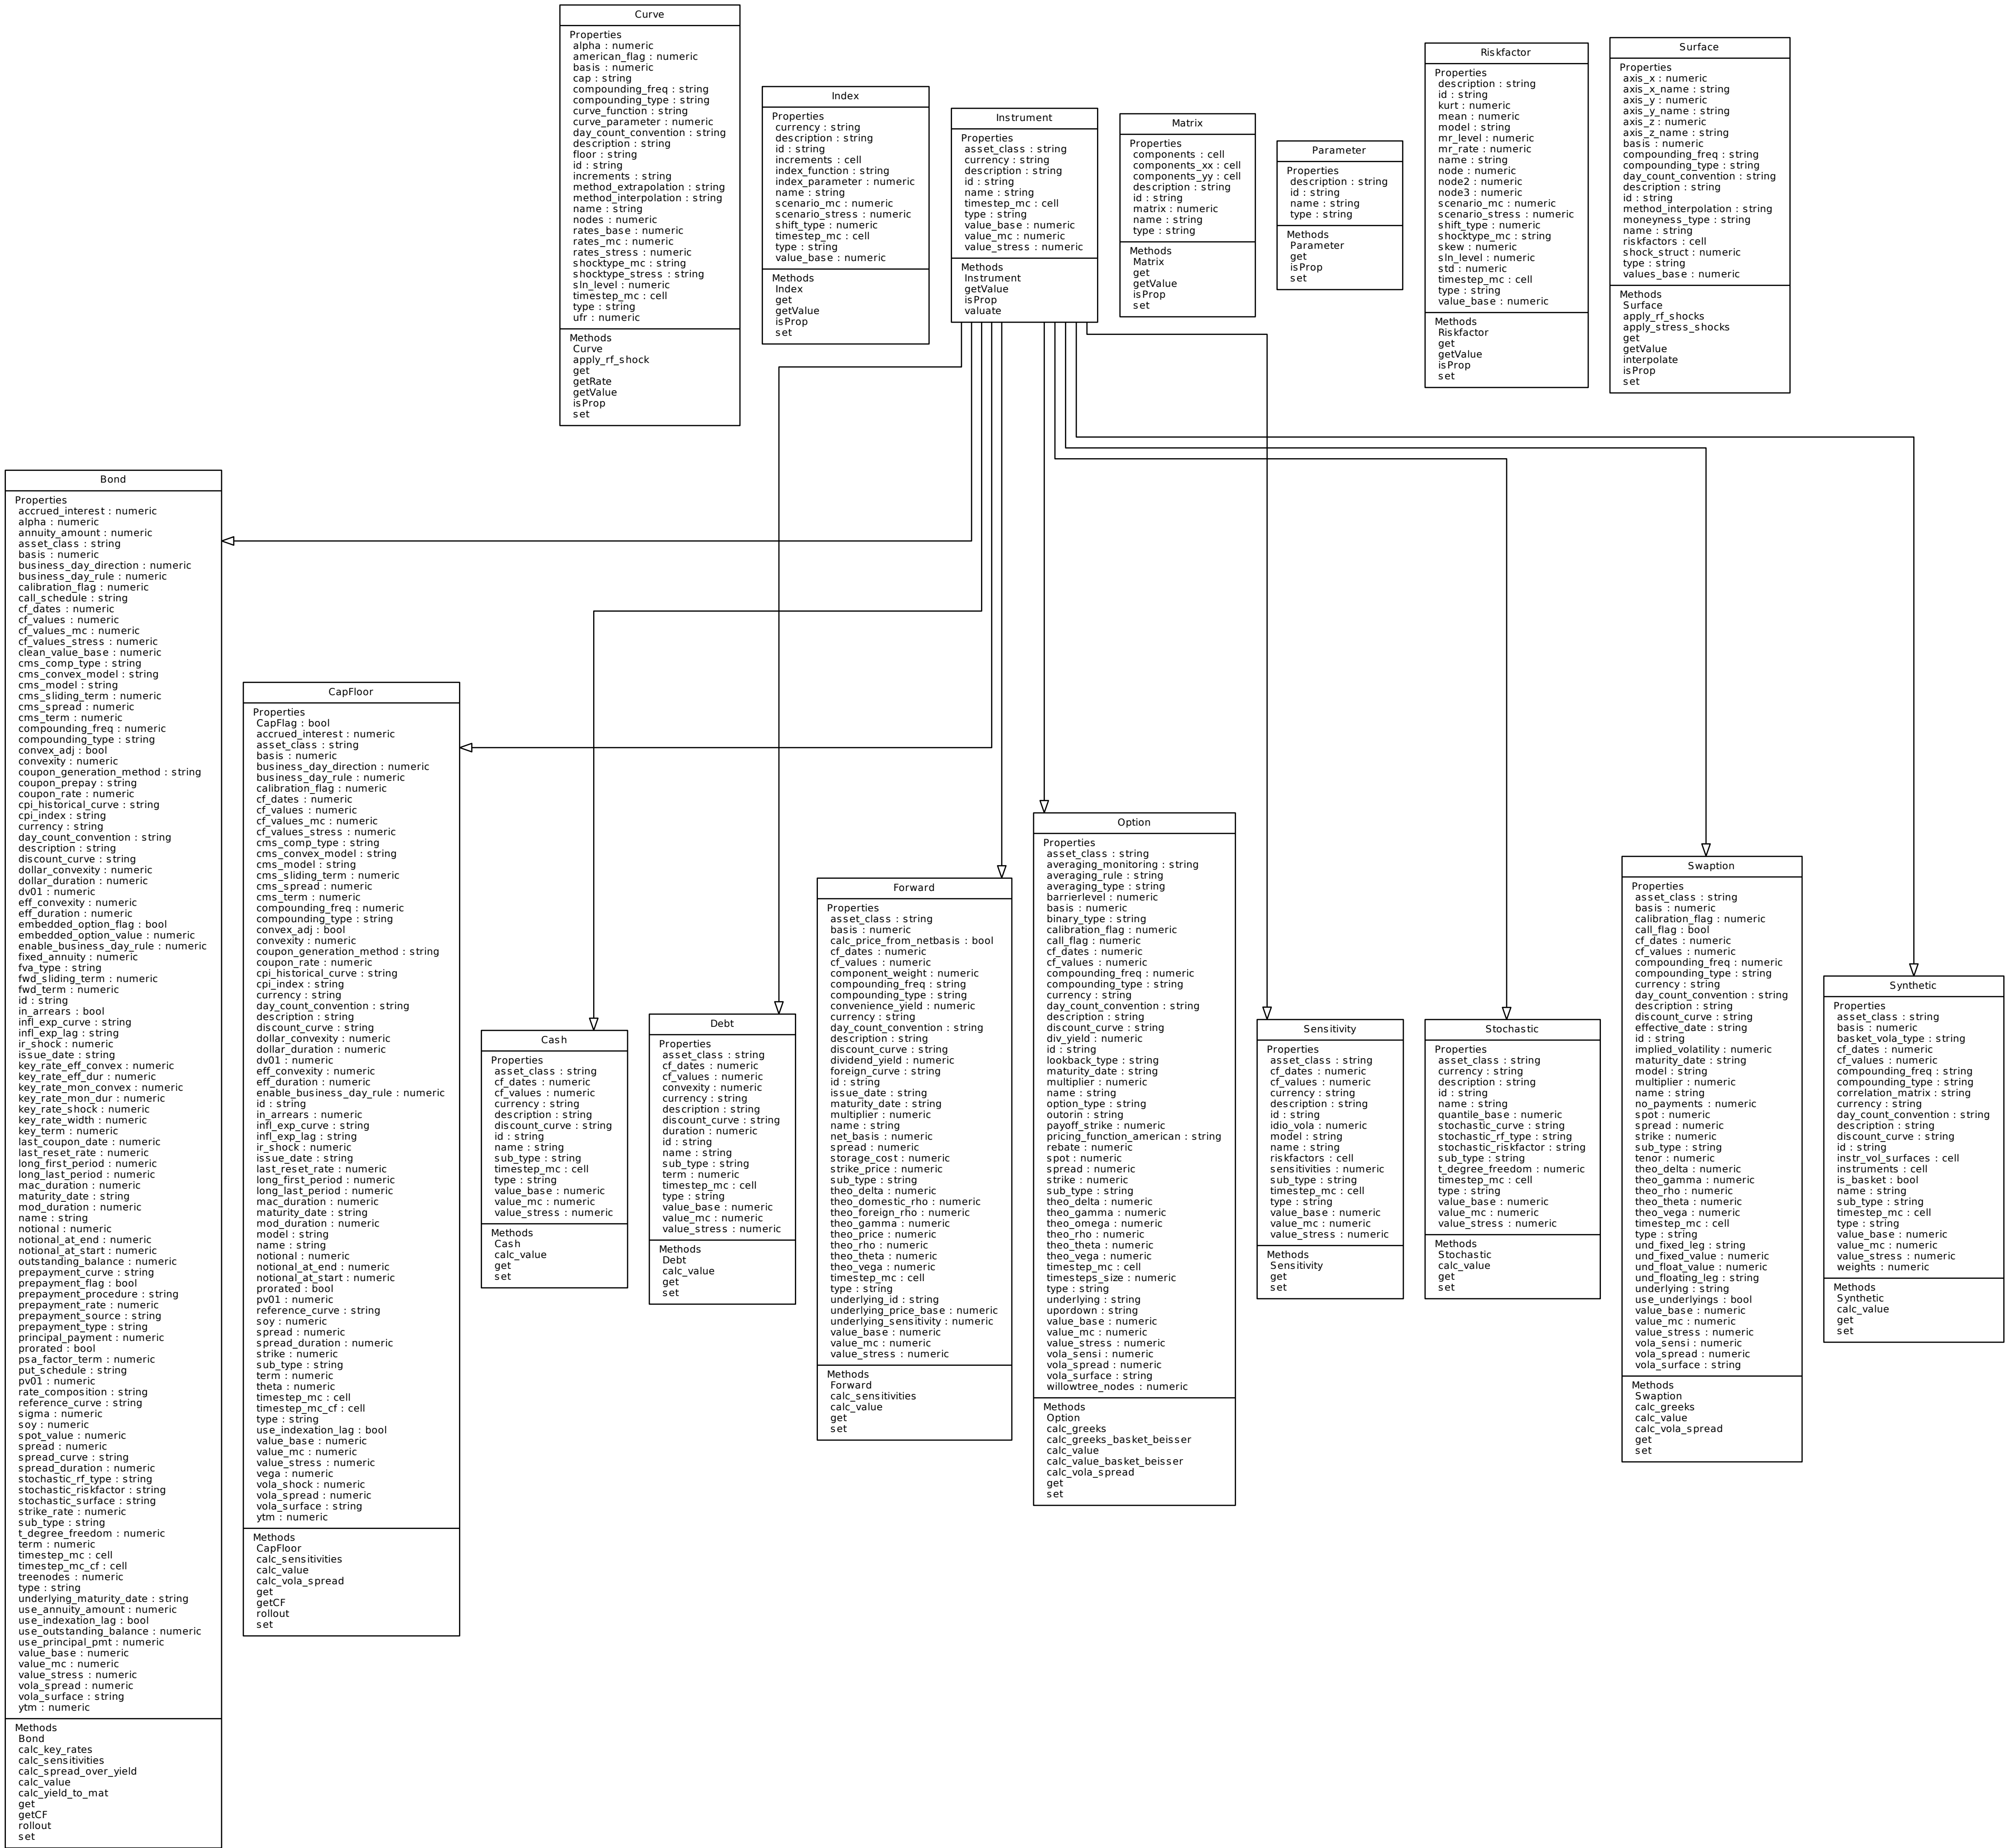 Curve
Properties
alpha : numeric
american_flag : numeric
basis : numeric
cap : string
compounding_freq : string
compounding_type : string
curve_function : string
curve_parameter : numeric
day_count_convention : string
description : string
floor : string
id : string
increments : string
method_extrapolation : string
method_interpolation : string
name : string
nodes : numeric
rates_base : numeric
rates_mc : numeric
rates_stress : numeric
shocktype_mc : string
shocktype_stress : string
sln_level : numeric
timestep_mc : cell
type : string
ufr : numeric
Methods
Curve
apply_rf_shock
get
getRate
getValue
isProp
set
Index
Properties
currency : string
description : string
id : string
increments : cell
index_function : string
index_parameter : numeric
name : string
scenario_mc : numeric
scenario_stress : numeric
shift_type : numeric
timestep_mc : cell
type : string
value_base : numeric
Methods
Index
get
getValue
isProp
set
Instrument
Properties
asset_class : string
currency : string
description : string
id : string
name : string
timestep_mc : cell
type : string
value_base : numeric
value_mc : numeric
value_stress : numeric
Methods
Instrument
getValue
isProp
valuate
Matrix
Properties
components : cell
components_xx : cell
components_yy : cell
description : string
id : string
matrix : numeric
name : string
type : string
Methods
Matrix
get
getValue
isProp
set
Parameter
Properties
description : string
id : string
name : string
type : string
Methods
Parameter
get
isProp
set
Riskfactor
Properties
description : string
id : string
kurt : numeric
mean : numeric
model : string
mr_level : numeric
mr_rate : numeric
name : string
node : numeric
node2 : numeric
node3 : numeric
scenario_mc : numeric
scenario_stress : numeric
shift_type : numeric
shocktype_mc : string
skew : numeric
sln_level : numeric
std : numeric
timestep_mc : cell
type : string
value_base : numeric
Methods
Riskfactor
get
getValue
isProp
set
Surface
Properties
axis_x : numeric
axis_x_name : string
axis_y : numeric
axis_y_name : string
axis_z : numeric
axis_z_name : string
basis : numeric
compounding_freq : string
compounding_type : string
day_count_convention : string
description : string
id : string
method_interpolation : string
moneyness_type : string
name : string
riskfactors : cell
shock_struct : numeric
type : string
values_base : numeric
Methods
Surface
apply_rf_shocks
apply_stress_shocks
get
getValue
interpolate
isProp
set
Bond
Properties
accrued_interest : numeric
alpha : numeric
annuity_amount : numeric
asset_class : string
basis : numeric
business_day_direction : numeric
business_day_rule : numeric
calibration_flag : numeric
call_schedule : string
cf_dates : numeric
cf_values : numeric
cf_values_mc : numeric
cf_values_stress : numeric
clean_value_base : numeric
cms_comp_type : string
cms_convex_model : string
cms_model : string
cms_sliding_term : numeric
cms_spread : numeric
cms_term : numeric
compounding_freq : numeric
compounding_type : string
convex_adj : bool
convexity : numeric
coupon_generation_method : string
coupon_prepay : string
coupon_rate : numeric
cpi_historical_curve : string
cpi_index : string
currency : string
day_count_convention : string
description : string
discount_curve : string
dollar_convexity : numeric
dollar_duration : numeric
dv01 : numeric
eff_convexity : numeric
eff_duration : numeric
embedded_option_flag : bool
embedded_option_value : numeric
enable_business_day_rule : numeric
fixed_annuity : numeric
fva_type : string
fwd_sliding_term : numeric
fwd_term : numeric
id : string
in_arrears : bool
infl_exp_curve : string
infl_exp_lag : string
ir_shock : numeric
issue_date : string
key_rate_eff_convex : numeric
key_rate_eff_dur : numeric
key_rate_mon_convex : numeric
key_rate_mon_dur : numeric
key_rate_shock : numeric
key_rate_width : numeric
key_term : numeric
last_coupon_date : numeric
last_reset_rate : numeric
long_first_period : numeric
long_last_period : numeric
mac_duration : numeric
maturity_date : string
mod_duration : numeric
name : string
notional : numeric
notional_at_end : numeric
notional_at_start : numeric
outstanding_balance : numeric
prepayment_curve : string
prepayment_flag : bool
prepayment_procedure : string
prepayment_rate : numeric
prepayment_source : string
prepayment_type : string
principal_payment : numeric
prorated : bool
psa_factor_term : numeric
put_schedule : string
pv01 : numeric
rate_composition : string
reference_curve : string
sigma : numeric
soy : numeric
spot_value : numeric
spread : numeric
spread_curve : string
spread_duration : numeric
stochastic_rf_type : string
stochastic_riskfactor : string
stochastic_surface : string
strike_rate : numeric
sub_type : string
t_degree_freedom : numeric
term : numeric
timestep_mc : cell
timestep_mc_cf : cell
treenodes : numeric
type : string
underlying_maturity_date : string
use_annuity_amount : numeric
use_indexation_lag : bool
use_outstanding_balance : numeric
use_principal_pmt : numeric
value_base : numeric
value_mc : numeric
value_stress : numeric
vola_spread : numeric
vola_surface : string
ytm : numeric
Methods
Bond
calc_key_rates
calc_sensitivities
calc_spread_over_yield
calc_value
calc_yield_to_mat
get
getCF
rollout
set
CapFloor
Properties
CapFlag : bool
accrued_interest : numeric
asset_class : string
basis : numeric
business_day_direction : numeric
business_day_rule : numeric
calibration_flag : numeric
cf_dates : numeric
cf_values : numeric
cf_values_mc : numeric
cf_values_stress : numeric
cms_comp_type : string
cms_convex_model : string
cms_model : string
cms_sliding_term : numeric
cms_spread : numeric
cms_term : numeric
compounding_freq : numeric
compounding_type : string
convex_adj : bool
convexity : numeric
coupon_generation_method : string
coupon_rate : numeric
cpi_historical_curve : string
cpi_index : string
currency : string
day_count_convention : string
description : string
discount_curve : string
dollar_convexity : numeric
dollar_duration : numeric
dv01 : numeric
eff_convexity : numeric
eff_duration : numeric
enable_business_day_rule : numeric
id : string
in_arrears : numeric
infl_exp_curve : string
infl_exp_lag : string
ir_shock : numeric
issue_date : string
last_reset_rate : numeric
long_first_period : numeric
long_last_period : numeric
mac_duration : numeric
maturity_date : string
mod_duration : numeric
model : string
name : string
notional : numeric
notional_at_end : numeric
notional_at_start : numeric
prorated : bool
pv01 : numeric
reference_curve : string
soy : numeric
spread : numeric
spread_duration : numeric
strike : numeric
sub_type : string
term : numeric
theta : numeric
timestep_mc : cell
timestep_mc_cf : cell
type : string
use_indexation_lag : bool
value_base : numeric
value_mc : numeric
value_stress : numeric
vega : numeric
vola_shock : numeric
vola_spread : numeric
vola_surface : string
ytm : numeric
Methods
CapFloor
calc_sensitivities
calc_value
calc_vola_spread
get
getCF
rollout
set
Cash
Properties
asset_class : string
cf_dates : numeric
cf_values : numeric
currency : string
description : string
discount_curve : string
id : string
name : string
sub_type : string
timestep_mc : cell
type : string
value_base : numeric
value_mc : numeric
value_stress : numeric
Methods
Cash
calc_value
get
set
Debt
Properties
asset_class : string
cf_dates : numeric
cf_values : numeric
convexity : numeric
currency : string
description : string
discount_curve : string
duration : numeric
id : string
name : string
sub_type : string
term : numeric
timestep_mc : cell
type : string
value_base : numeric
value_mc : numeric
value_stress : numeric
Methods
Debt
calc_value
get
set
Forward
Properties
asset_class : string
basis : numeric
calc_price_from_netbasis : bool
cf_dates : numeric
cf_values : numeric
component_weight : numeric
compounding_freq : string
compounding_type : string
convenience_yield : numeric
currency : string
day_count_convention : string
description : string
discount_curve : string
dividend_yield : numeric
foreign_curve : string
id : string
issue_date : string
maturity_date : string
multiplier : numeric
name : string
net_basis : numeric
spread : numeric
storage_cost : numeric
strike_price : numeric
sub_type : string
theo_delta : numeric
theo_domestic_rho : numeric
theo_foreign_rho : numeric
theo_gamma : numeric
theo_price : numeric
theo_rho : numeric
theo_theta : numeric
theo_vega : numeric
timestep_mc : cell
type : string
underlying_id : string
underlying_price_base : numeric
underlying_sensitivity : numeric
value_base : numeric
value_mc : numeric
value_stress : numeric
Methods
Forward
calc_sensitivities
calc_value
get
set
Option
Properties
asset_class : string
averaging_monitoring : string
averaging_rule : string
averaging_type : string
barrierlevel : numeric
basis : numeric
binary_type : string
calibration_flag : numeric
call_flag : numeric
cf_dates : numeric
cf_values : numeric
compounding_freq : numeric
compounding_type : string
currency : string
day_count_convention : string
description : string
discount_curve : string
div_yield : numeric
id : string
lookback_type : string
maturity_date : string
multiplier : numeric
name : string
option_type : string
outorin : string
payoff_strike : numeric
pricing_function_american : string
rebate : numeric
spot : numeric
spread : numeric
strike : numeric
sub_type : string
theo_delta : numeric
theo_gamma : numeric
theo_omega : numeric
theo_rho : numeric
theo_theta : numeric
theo_vega : numeric
timestep_mc : cell
timesteps_size : numeric
type : string
underlying : string
upordown : string
value_base : numeric
value_mc : numeric
value_stress : numeric
vola_sensi : numeric
vola_spread : numeric
vola_surface : string
willowtree_nodes : numeric
Methods
Option
calc_greeks
calc_greeks_basket_beisser
calc_value
calc_value_basket_beisser
calc_vola_spread
get
set
Sensitivity
Properties
asset_class : string
cf_dates : numeric
cf_values : numeric
currency : string
description : string
id : string
idio_vola : numeric
model : string
name : string
riskfactors : cell
sensitivities : numeric
sub_type : string
timestep_mc : cell
type : string
value_base : numeric
value_mc : numeric
value_stress : numeric
Methods
Sensitivity
get
set
Stochastic
Properties
asset_class : string
currency : string
description : string
id : string
name : string
quantile_base : numeric
stochastic_curve : string
stochastic_rf_type : string
stochastic_riskfactor : string
sub_type : string
t_degree_freedom : numeric
timestep_mc : cell
type : string
value_base : numeric
value_mc : numeric
value_stress : numeric
Methods
Stochastic
calc_value
get
set
Swaption
Properties
asset_class : string
basis : numeric
calibration_flag : numeric
call_flag : bool
cf_dates : numeric
cf_values : numeric
compounding_freq : numeric
compounding_type : string
currency : string
day_count_convention : string
description : string
discount_curve : string
effective_date : string
id : string
implied_volatility : numeric
maturity_date : string
model : string
multiplier : numeric
name : string
no_payments : numeric
spot : numeric
spread : numeric
strike : numeric
sub_type : string
tenor : numeric
theo_delta : numeric
theo_gamma : numeric
theo_rho : numeric
theo_theta : numeric
theo_vega : numeric
timestep_mc : cell
type : string
und_fixed_leg : string
und_fixed_value : numeric
und_float_value : numeric
und_floating_leg : string
underlying : string
use_underlyings : bool
value_base : numeric
value_mc : numeric
value_stress : numeric
vola_sensi : numeric
vola_spread : numeric
vola_surface : string
Methods
Swaption
calc_greeks
calc_value
calc_vola_spread
get
set
Synthetic
Properties
asset_class : string
basis : numeric
basket_vola_type : string
cf_dates : numeric
cf_values : numeric
compounding_freq : string
compounding_type : string
correlation_matrix : string
currency : string
day_count_convention : string
description : string
discount_curve : string
id : string
instr_vol_surfaces : cell
instruments : cell
is_basket : bool
name : string
sub_type : string
timestep_mc : cell
type : string
value_base : numeric
value_mc : numeric
value_stress : numeric
weights : numeric
Methods
Synthetic
calc_value
get
set